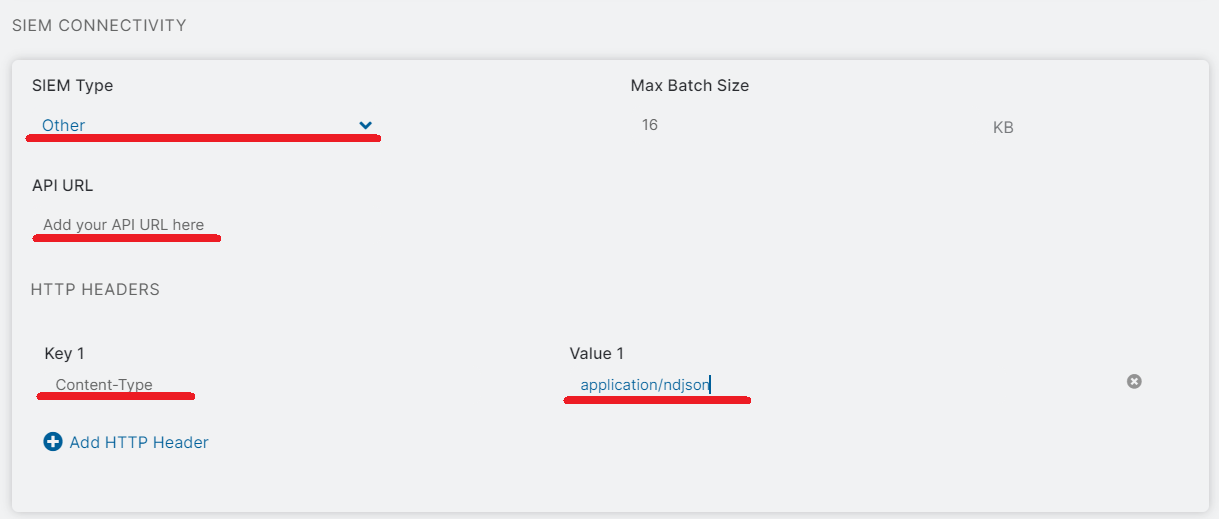 SIEM CONNECTIVITY
SIEM Type
Max Batch Size
Other
16
KB
API URL
Add your API URL here
HTTP HEADERS
Key 1
Value 1
Content-Type
application/ndjson
Add HTTP Header